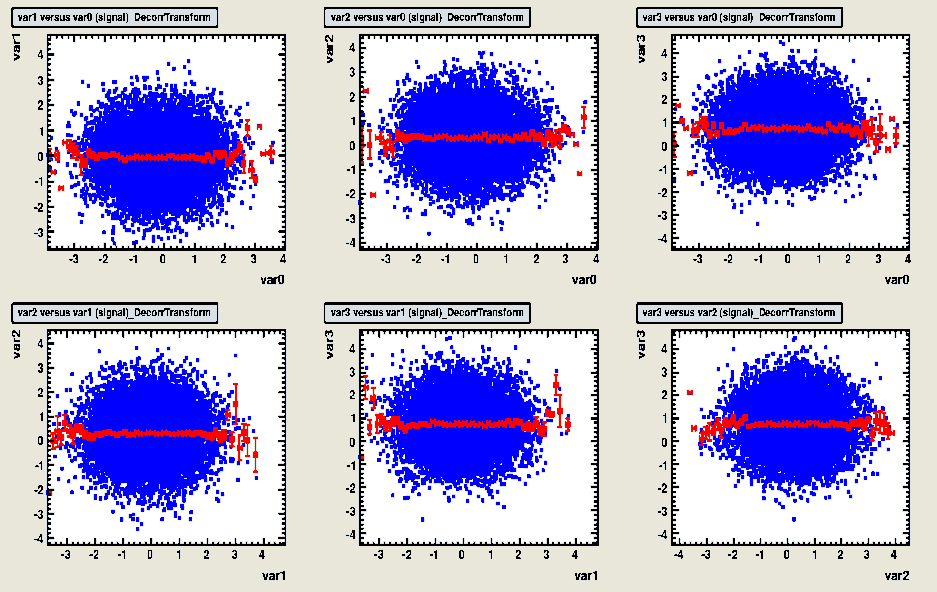 var1 versus var0 (signal)_DecorrTransform
var2 versus var0 (signal)_DecorrTransform
var3 versus var0 (signal)_DecorrTransform
var1
4
3
2
1
0
-1
-2
-3
-3 -2 -1 0 1 2 3 4
var0
var2
4
3
2
1
0
-1
-2
-3
-4
-3 -2 -1 0 1 2 3 4
var0
var3
4
3
2
1
0
-1
-2
-3
-4
-3 -2 -1 0 1 2 3 4
var0
var2 versus var1 (signal)_DecorrTransform
var3 versus var1 (signal)_DecorrTransform
var3 versus var2 (signal)_DecorrTransform
var2
4
3
2
1
0
-1
-2
-3
-4
-3 -2 -1 0 1 2 3 4
var1
var3
4
3
2
1
0
-1
-2
-3
-4
-3 -2 -1 0 1 2 3 4
var1
var3
4
3
2
1
0
-1
-2
-3
-4
-4 -3 -2 -1 0 1 2 3 4
var2